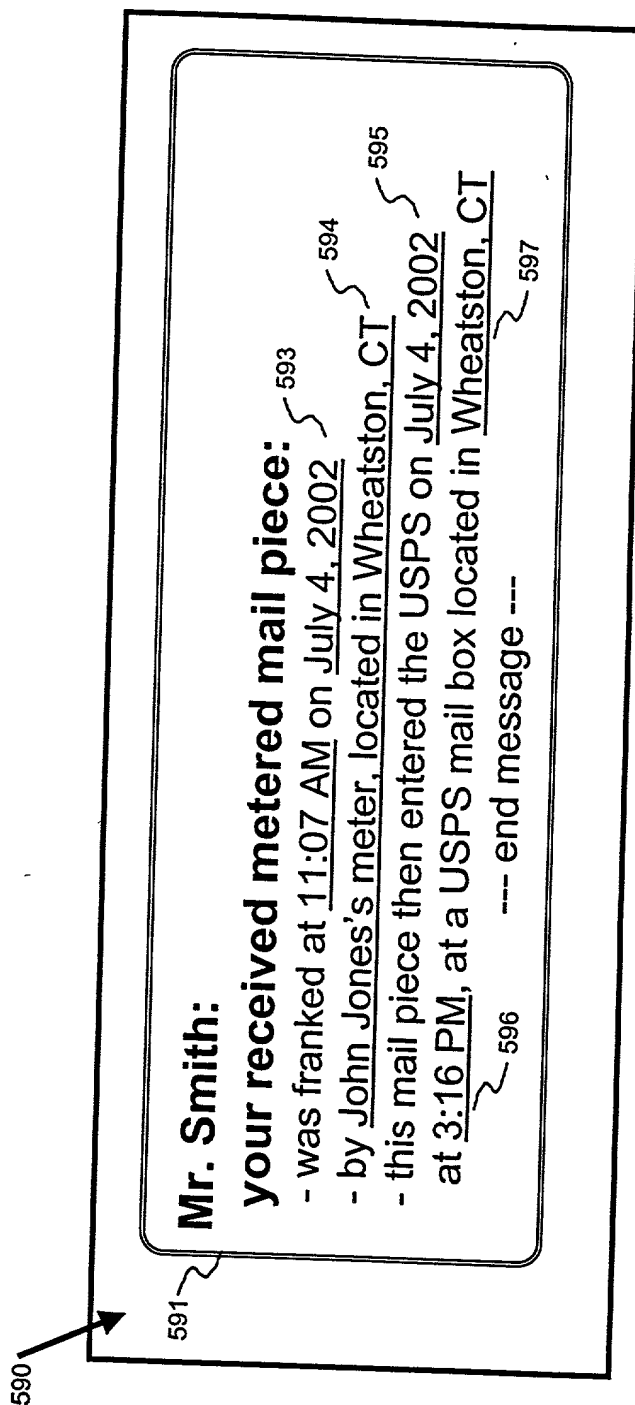 590
591
Mr. Smith:
your received metered mail piece:
593
- was franked at 11:07 AM on July 4, 2002
594
- by John Jones's meter, located in Wheatston, CT
595
- this mail piece then entered the USPS on July 4, 2002
at 3:16 PM, at a USPS mail box located in Wheatston, CT
596
597
--- end message ---